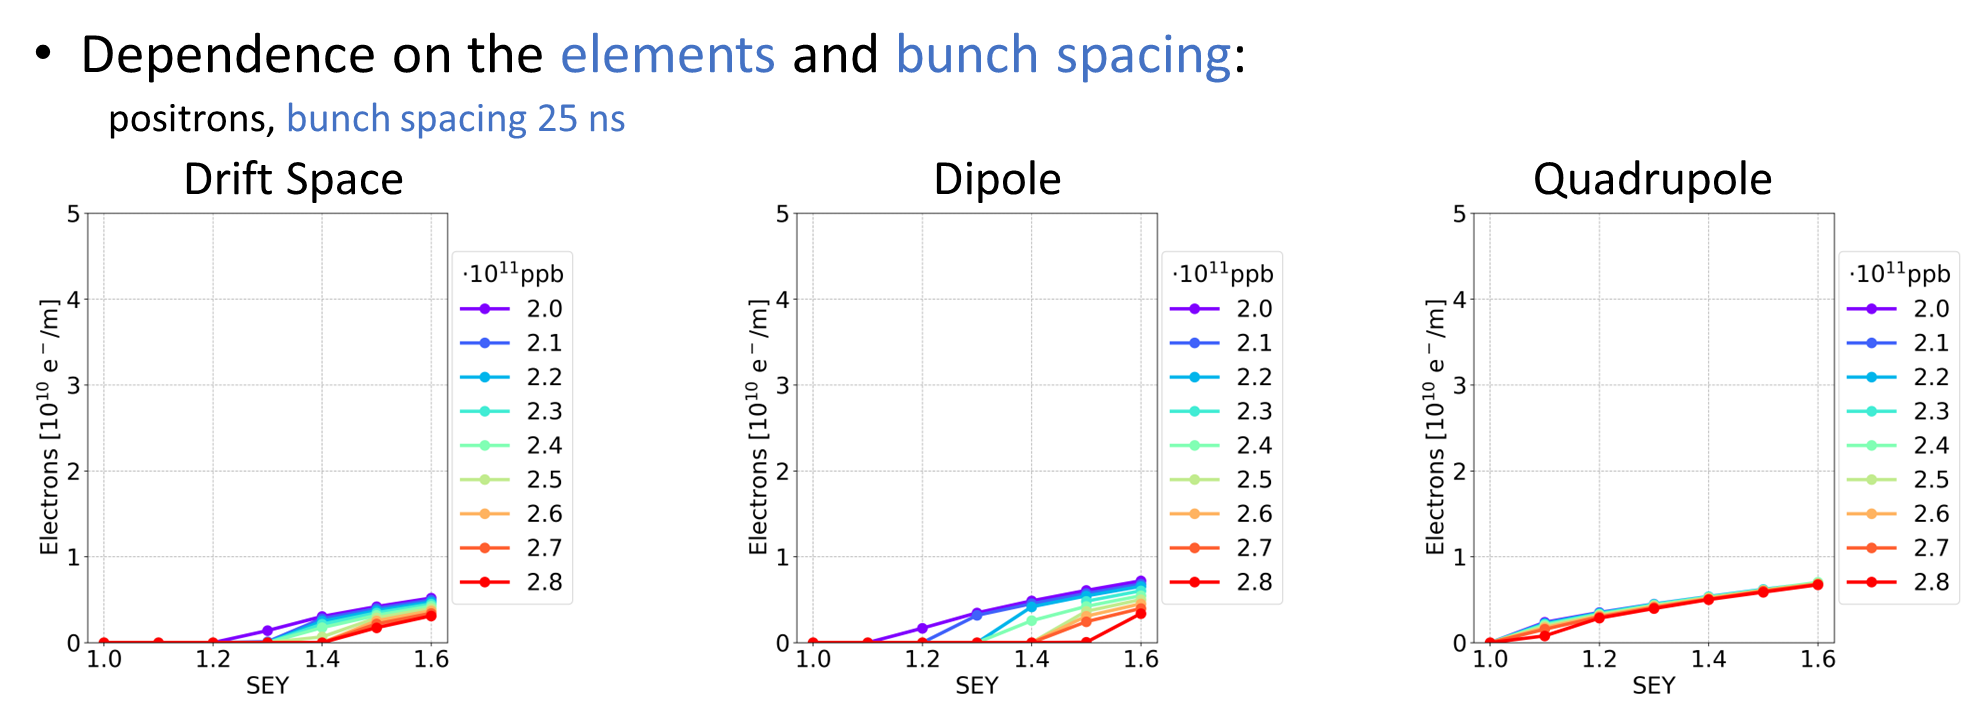 • Dependence on the elements and bunch spacing:
positrons, bunch spacing 25 ns
Drift Space
5
4
3
2
1
0
Electrons [10¹⁰ e⁻/m]
1.0 1.2 1.4 1.6
SEY
·10¹¹ppb
2.0
2.1
2.2
2.3
2.4
2.5
2.6
2.7
2.8
Dipole
5
4
3
2
1
0
Electrons [10¹⁰ e⁻/m]
1.0 1.2 1.4 1.6
SEY
·10¹¹ppb
2.0
2.1
2.2
2.3
2.4
2.5
2.6
2.7
2.8
Quadrupole
5
4
3
2
1
0
Electrons [10¹⁰ e⁻/m]
1.0 1.2 1.4 1.6
SEY
·10¹¹ppb
2.0
2.1
2.2
2.3
2.4
2.5
2.6
2.7
2.8